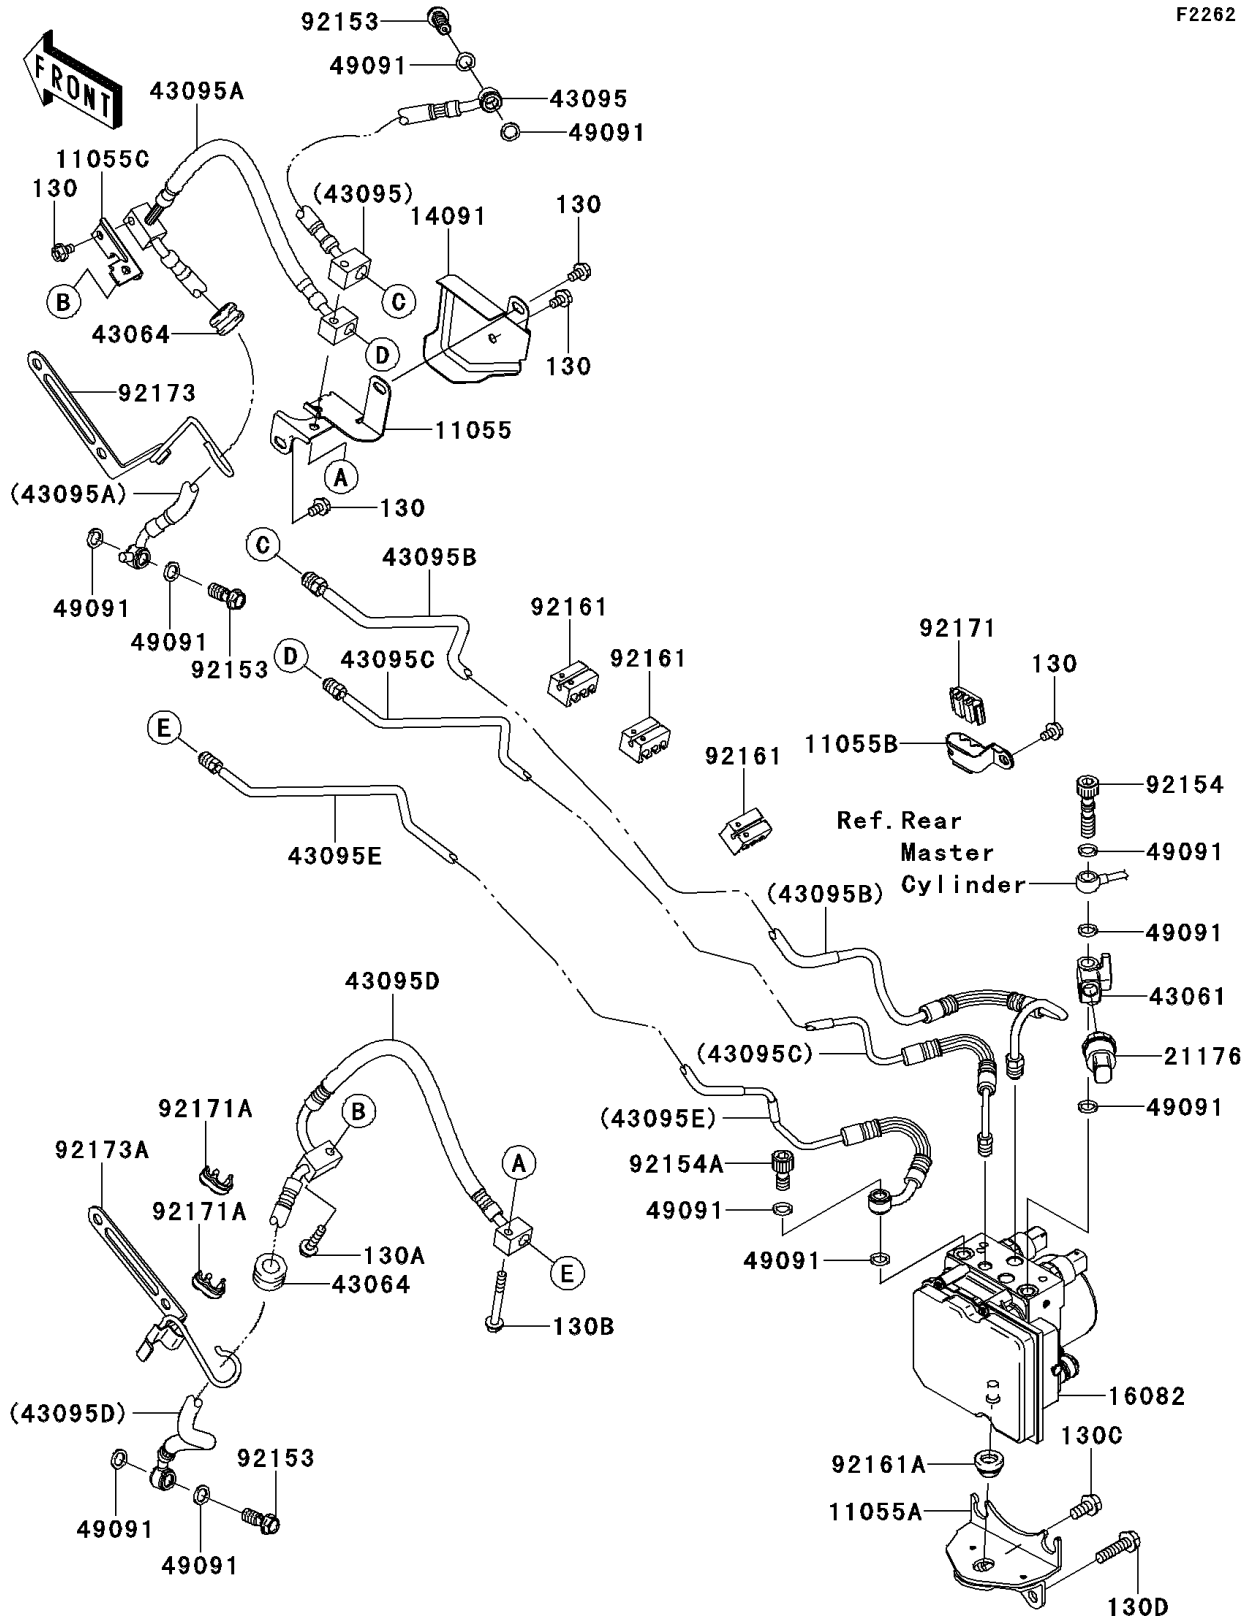 F2262
92153
FRONT
49091
43095A
43095
49091
11055C
130
(43095)
14091
130
B
C
43064
D
130
92173
11055
A
(43095A)
130
C
43095B
49091
49091
92153
92161
92171
D
43095C
92161
130
E
11055B
92161
92154
Ref.Rear
Master
Cylinder
49091
43095E
(43095B)
49091
43095D
43061
(43095C)
21176
92171A
B
(43095E)
49091
92173A
92154A
A
92171A
49091
130A
49091
43064
E
130B
16082
(43095D)
130C
92153
92161A
11055A
49091
49091
130D